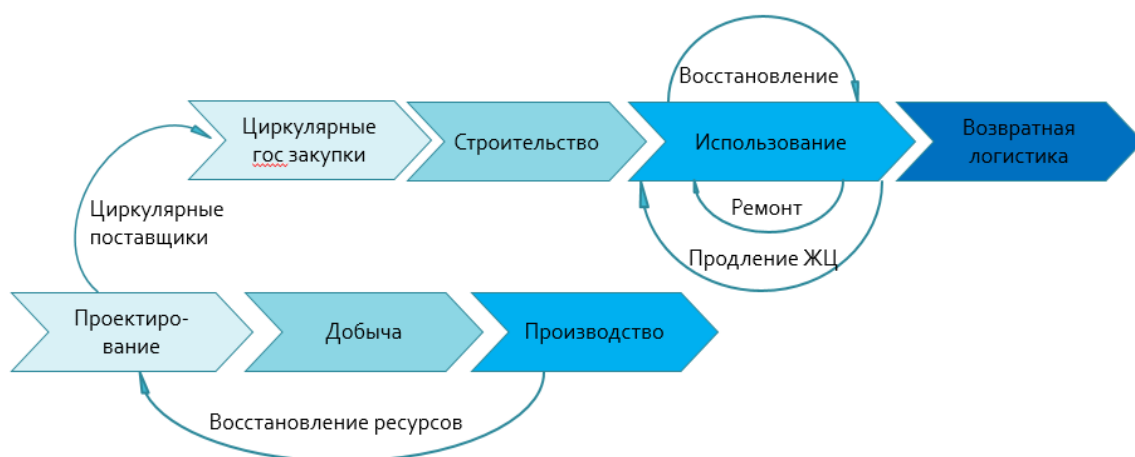 Восстановление
Циркулярные
гос закупки
Строительство
Использование
Возвратная
логистика
Циркулярные
поставщики
Ремонт
Продление ЖЦ
Проектиро-
вание
Добыча
Производство
Восстановление ресурсов